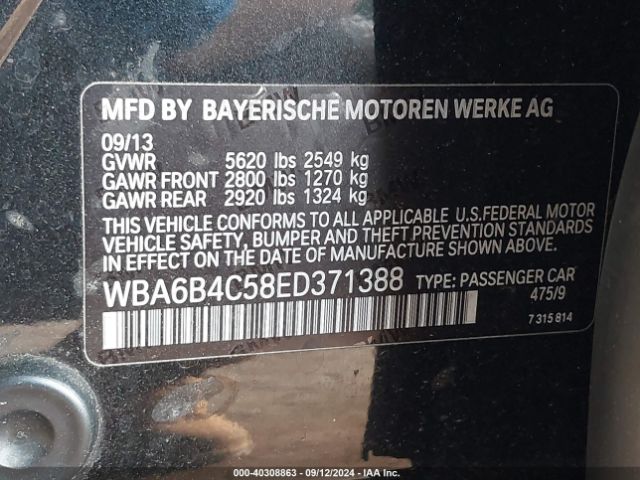 MFD BY BAYERISCHE MOTOREN WERKE AG
09/13
GVWR 5620 lbs 2549 kg
GAWR FRONT 2800 lbs 1270 kg
GAWR REAR 2920 lbs 1324 kg
THIS VEHICLE CONFORMS TO ALL APPLICABLE U.S.FEDERAL MOTOR
VEHICLE SAFETY, BUMPER AND THEFT PREVENTION STANDARDS
IN EFFECT ON THE DATE OF MANUFACTURE SHOWN ABOVE.
WBA6B4C58ED371388 TYPE: PASSENGER CAR
475/9
7 315 814
000-40308863 - 09/12/2024 - IAA Inc.